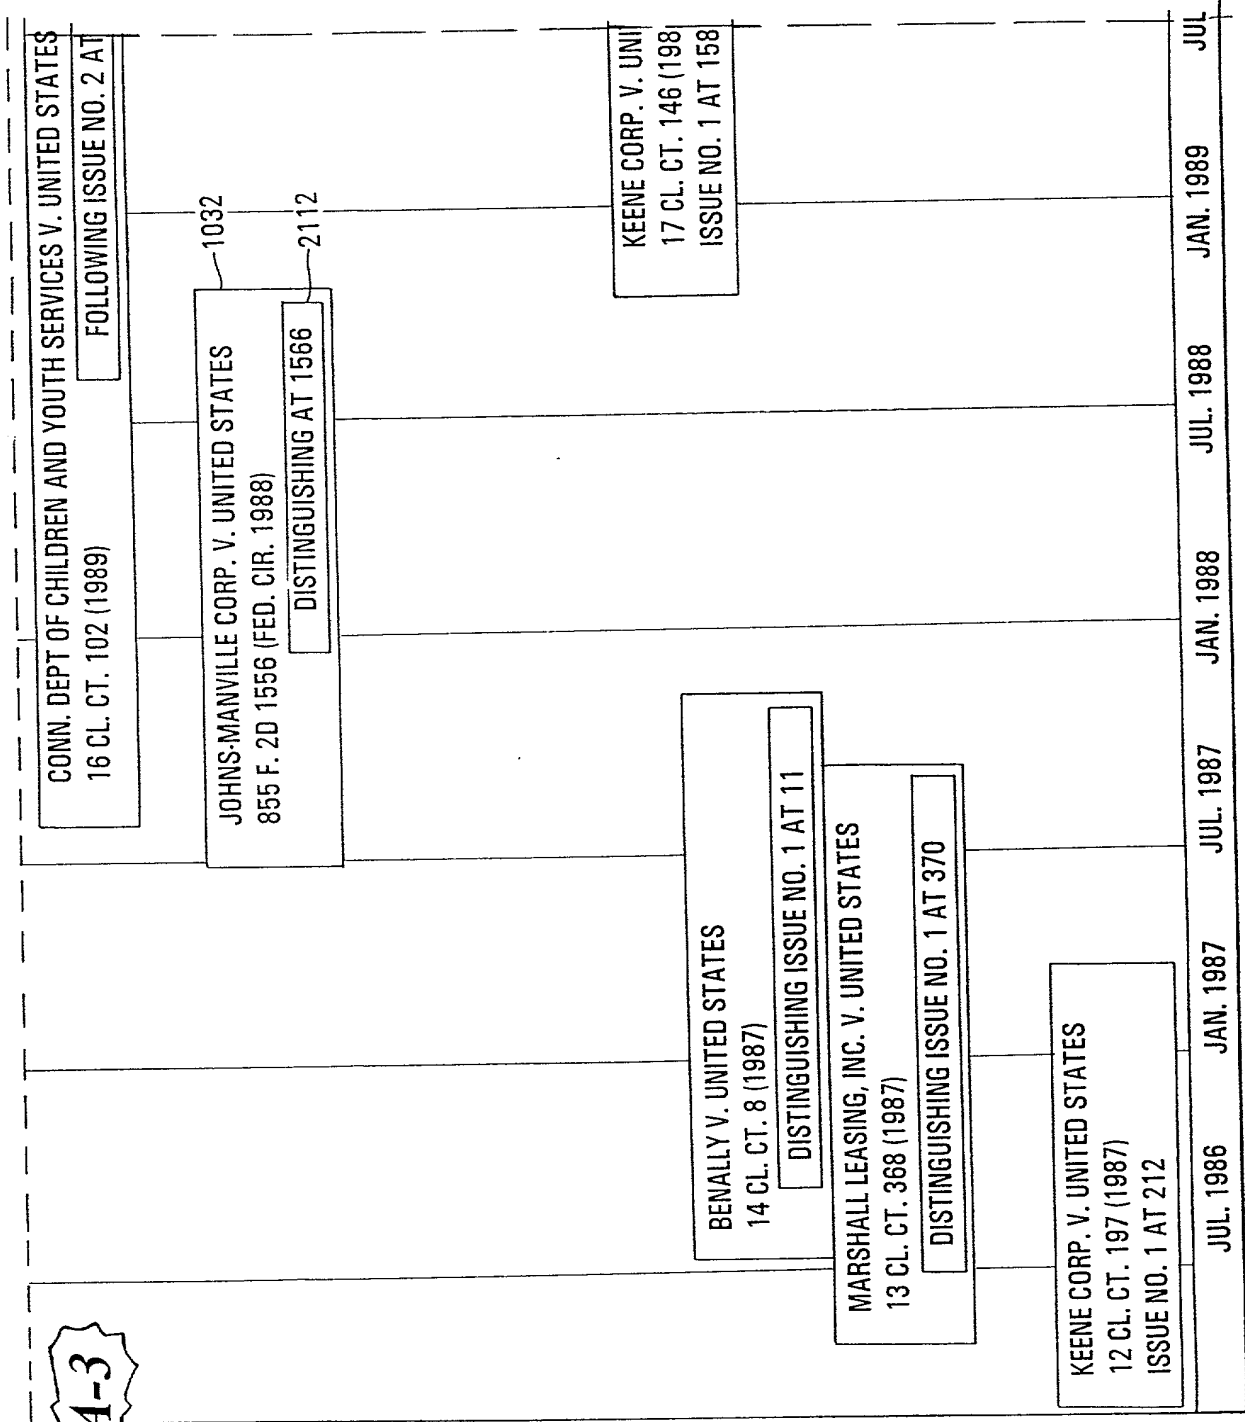 A-3
CONN. DEPT OF CHILDREN AND YOUTH SERVICES V. UNITED STATES
16 CL. CT. 102 (1989)
FOLLOWING ISSUE NO. 2 AT
JOHNS-MANVILLE CORP. V. UNITED STATES
855 F. 2D 1556 (FED. CIR. 1988)
DISTINGUISHING AT 1566
1032
2112
KEENE CORP. V. UNI
17 CL. CT. 146 (198
ISSUE NO. 1 AT 158
BENALLY V. UNITED STATES
14 CL. CT. 8 (1987)
DISTINGUISHING ISSUE NO. 1 AT 11
MARSHALL LEASING, INC. V. UNITED STATES
13 CL. CT. 368 (1987)
DISTINGUISHING ISSUE NO. 1 AT 370
KEENE CORP. V. UNITED STATES
12 CL. CT. 197 (1987)
ISSUE NO. 1 AT 212
JUL. 1986 JAN. 1987 JUL. 1987 JAN. 1988 JUL. 1988 JAN. 1989 JUL